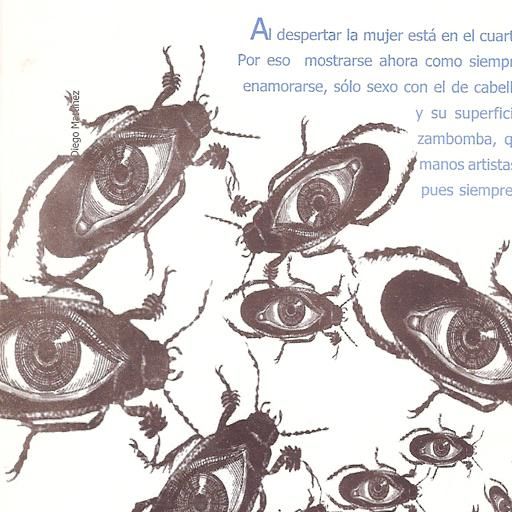 Al despertar la mujer está en el cuart
Por eso mostrarse ahora como siempr
enamorarse, sólo sexo con el de cabell
y su superfici
zambomba, q
manos artistas
pues siempre
Diego Martínez